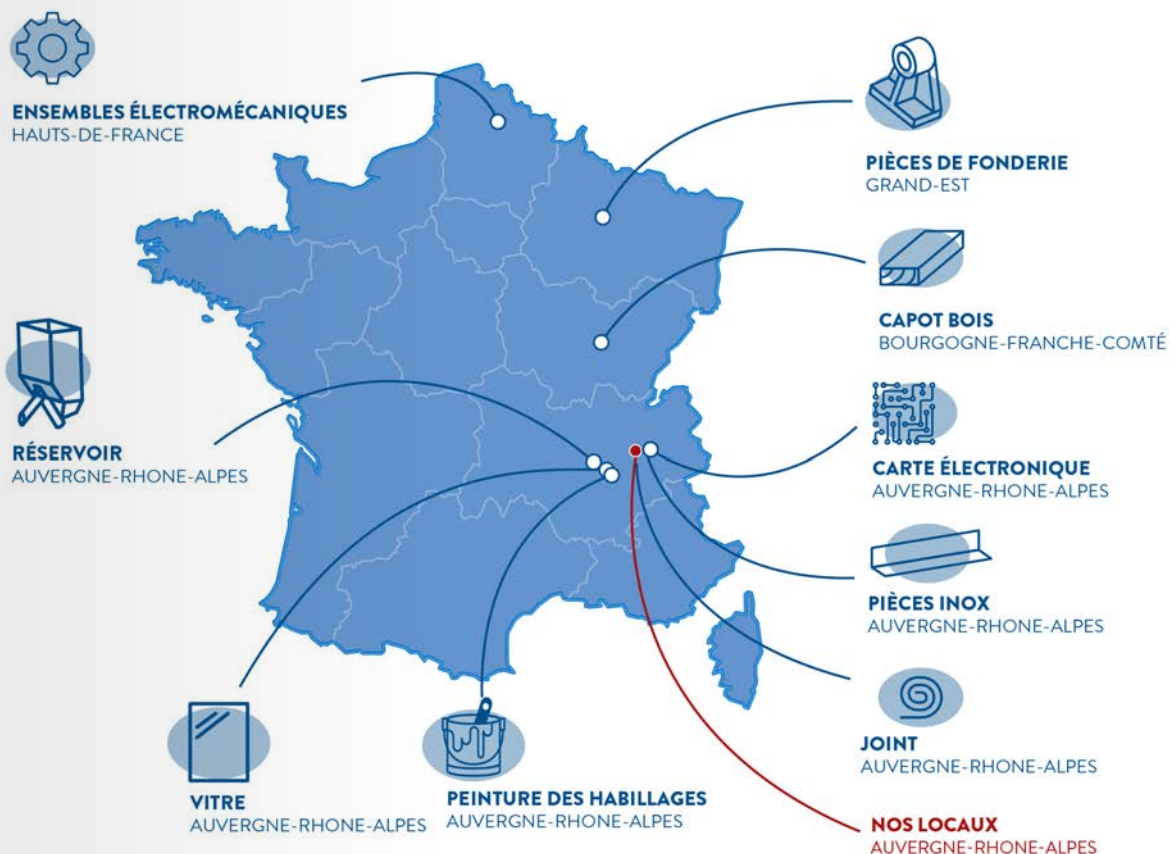 ENSEMBLES ÉLECTROMÉCANIQUES
HAUTS-DE-FRANCE
PIÈCES DE FONDERIE
GRAND-EST
CAPOT BOIS
BOURGOGNE-FRANCHE-COMTÉ
RÉSERVOIR
AUVERGNE-RHONE-ALPES
CARTE ÉLECTRONIQUE
AUVERGNE-RHONE-ALPES
PIÈCES INOX
AUVERGNE-RHONE-ALPES
JOINT
AUVERGNE-RHONE-ALPES
VITRE
AUVERGNE-RHONE-ALPES
PEINTURE DES HABILLAGES
AUVERGNE-RHONE-ALPES
NOS LOCAUX
AUVERGNE-RHONE-ALPES